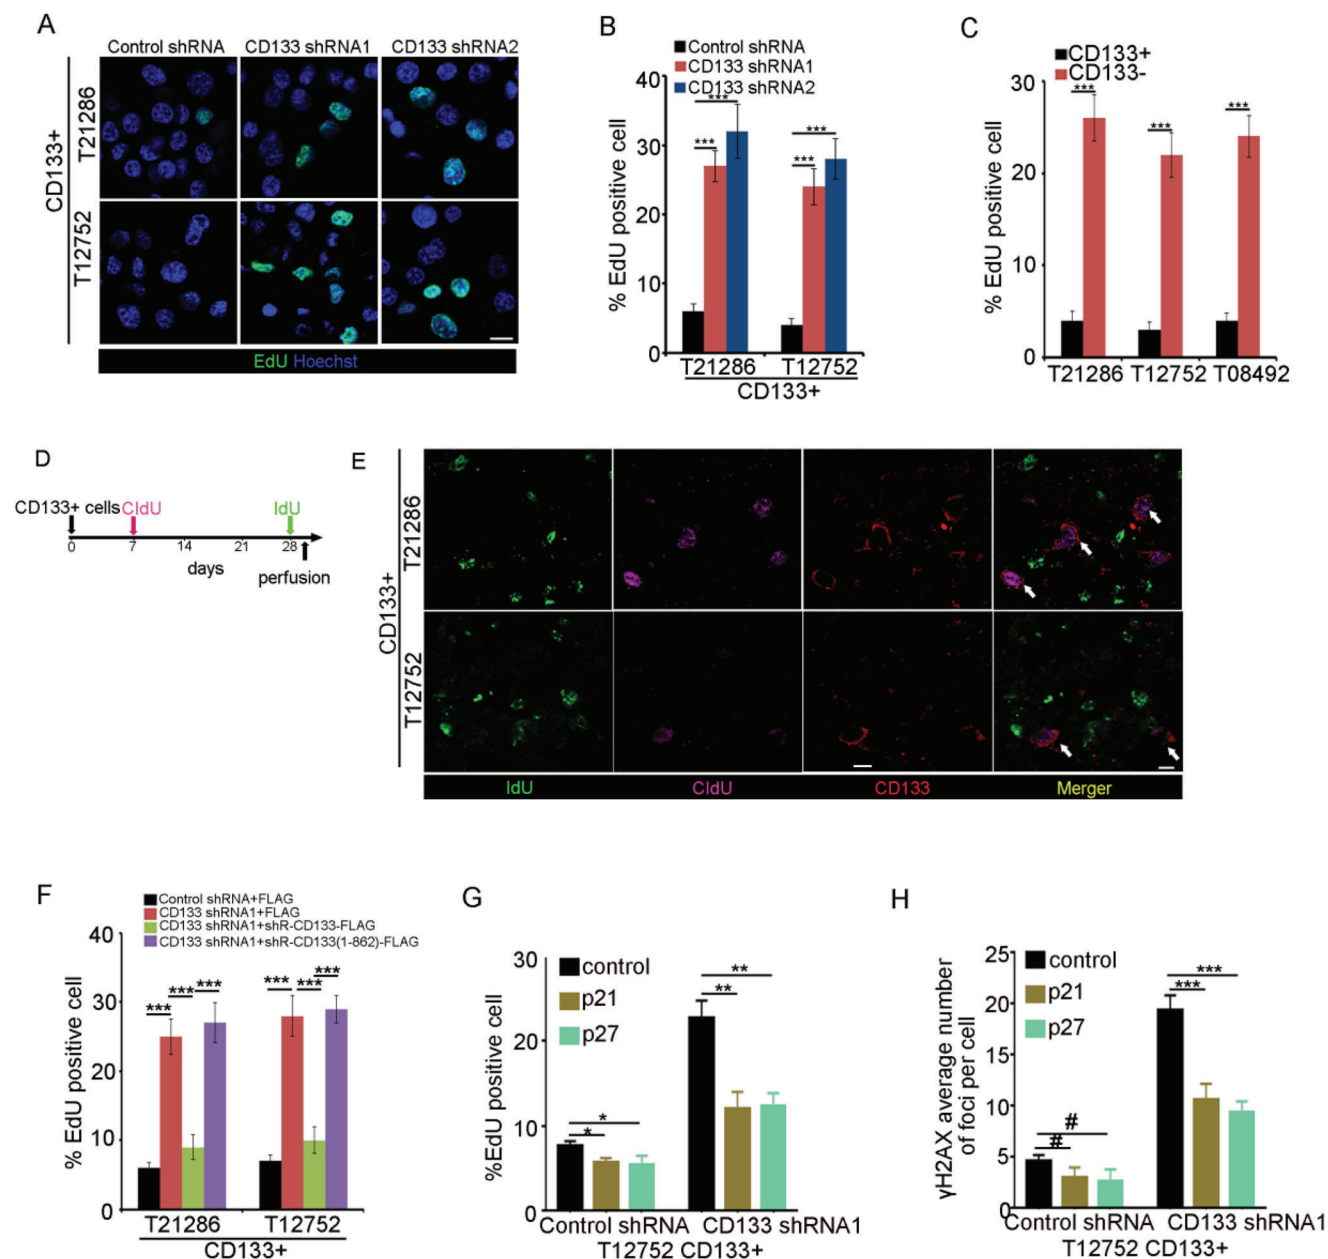 A
Control shRNA CD133 shRNA1 CD133 shRNA2
CD133+
T21286
T12752
EdU Hoechst
B
Control shRNA
CD133 shRNA1
CD133 shRNA2
% EdU positive cell
40
30
20
10
0
*** *** *** ***
T21286 T12752
CD133+
C
CD133+
CD133-
% EdU positive cell
30
20
10
0
*** *** ***
T21286 T12752 T08492
D
CD133+ cells CldU IdU
0 7 14 21 28
days perfusion
E
CD133+
T21286
T12752
IdU CldU CD133 Merger
F
Control shRNA+FLAG
CD133 shRNA1+FLAG
CD133 shRNA1+shR-CD133-FLAG
CD133 shRNA1+shR-CD133(1-862)-FLAG
% EdU positive cell
40
30
20
10
0
*** *** *** *** *** ***
T21286 T12752
CD133+
G
control
p21
p27
%EdU positive cell
30
20
10
0
* * ** **
Control shRNA CD133 shRNA1
T12752 CD133+
H
control
p21
p27
γH2AX average number
of foci per cell
25
20
15
10
5
0
# # *** ***
Control shRNA CD133 shRNA1
T12752 CD133+